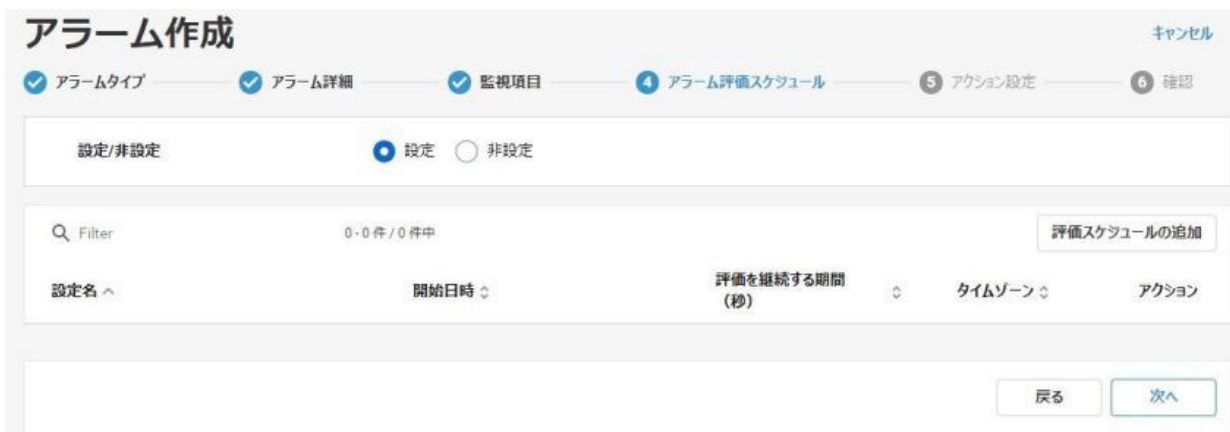 アラーム作成
キャンセル
アラームタイプ アラーム詳細 監視項目 4 アラーム評価スケジュール 5 アクション設定 6 確認
設定/非設定 設定 非設定
Filter 0 - 0 件 / 0 件中 評価スケジュールの追加
設定名 開始日時 評価を継続する期間（秒） タイムゾーン アクション
戻る 次へ